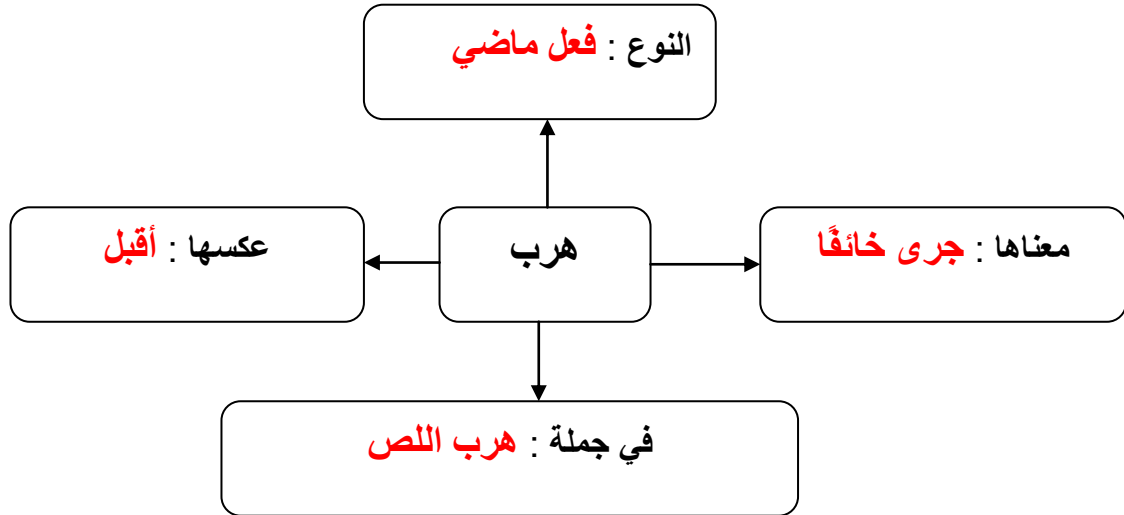 النوع : فعل ماضي
معناها : جرى خائفًا
هرب
عكسها : أقبل
في جملة : هرب اللص